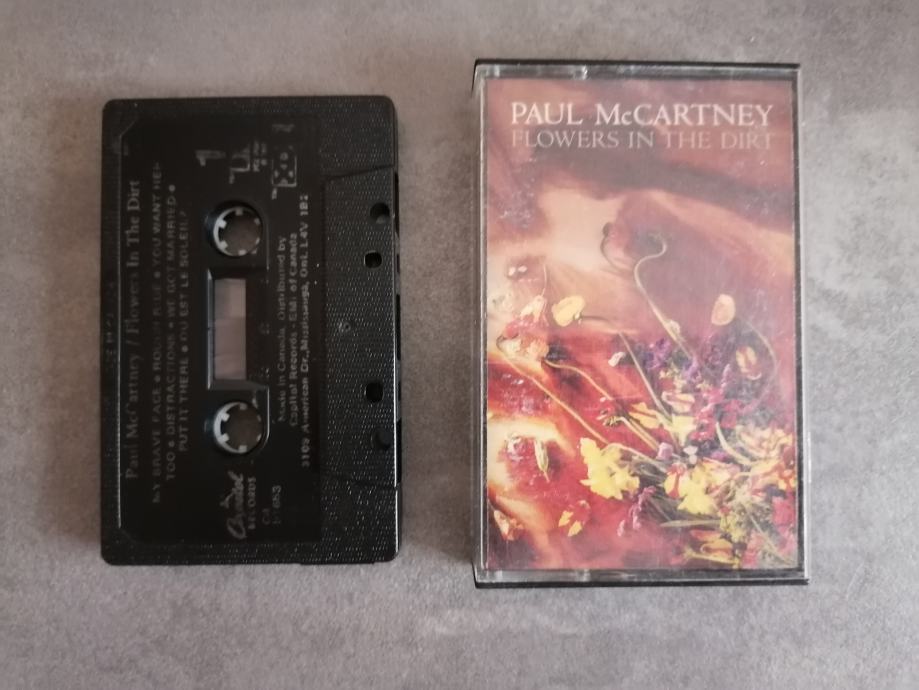 Paul McCartney / Flowers In The Dirt
MY BRAVE FACE ● ROUGH RIDE ● YOU WANT HER
TOO ● DISTRACTIONS ● WE GOT MARRIED ●
PUT IT THERE ● OU EST LE SOLEIL?
1
Capitol
RECORDS
Made in Canada. Distributed by
Capitol Records - EMI of Canada
3109 American Dr., Mississauga, Ont. L4V 1B2
PAUL McCARTNEY
FLOWERS IN THE DIRT